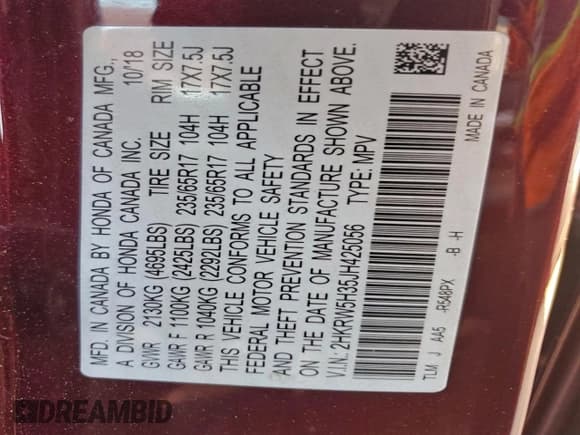 MFD. IN CANADA BY HONDA OF CANADA MFG.,
A DIVISION OF HONDA CANADA INC. 10/18
GVWR 2130KG (4695LBS) TIRE SIZE RIM SIZE
GAWR F 1100KG (2425LBS) 235/65R17 104H 17X7.5J
GAWR R 1040KG (2292LBS) 235/65R17 104H 17X7.5J
THIS VEHICLE CONFORMS TO ALL APPLICABLE
FEDERAL MOTOR VEHICLE SAFETY
AND THEFT PREVENTION STANDARDS IN EFFECT
ON THE DATE OF MANUFACTURE SHOWN ABOVE.
V.I.N.: 2HKRW5H35JH425056 TYPE: MPV
TLM J AA5 -R548PX -B -H MADE IN CANADA
DREAMBID